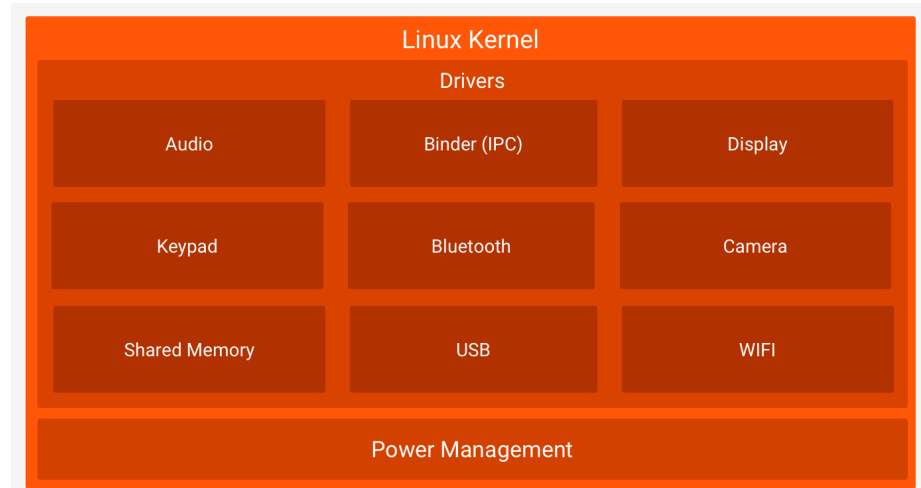 Linux Kernel
Drivers
Audio
Binder (IPC)
Display
Keypad
Bluetooth
Camera
Shared Memory
USB
WIFI
Power Management